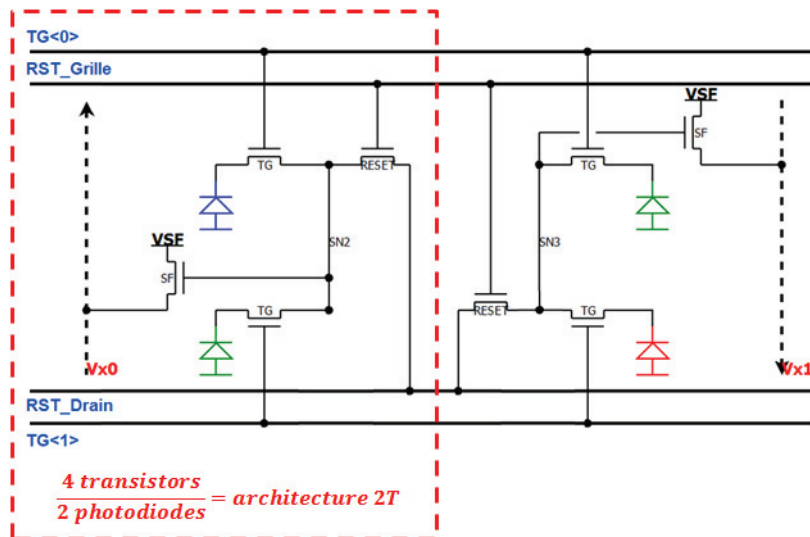 TG<0>
RST_Grille
VSF
SF
TG
RESET
TG
SN2
SN3
VSF
SF
TG
RESET
TG
Vx0
Vx1
RST_Drain
TG<1>
4 transistors
2 photodiodes
= architecture 2T